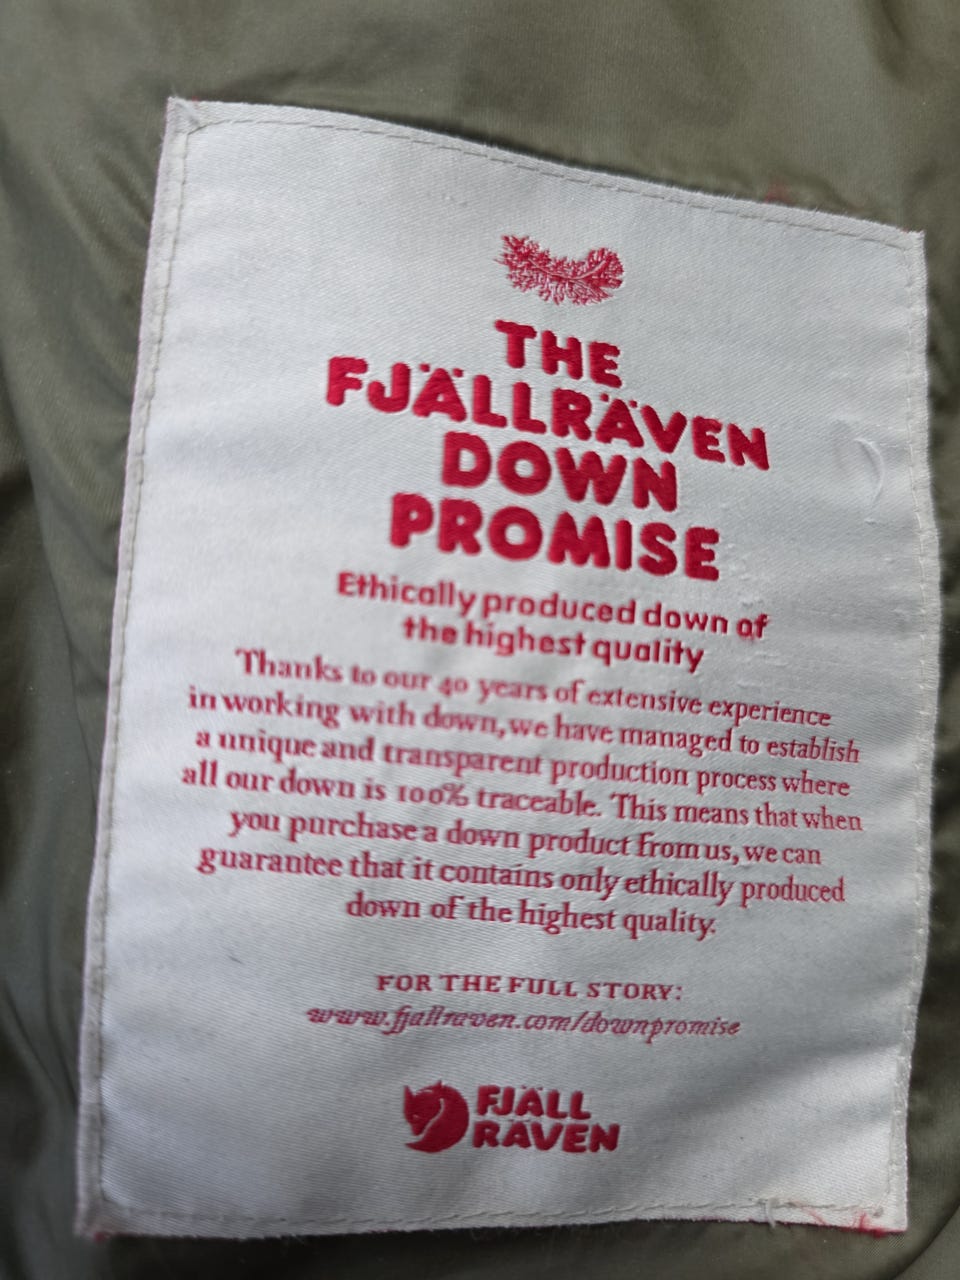 THE
FJÄLLRÄVEN
DOWN
PROMISE
Ethically produced down of
the highest quality
Thanks to our 40 years of extensive experience
in working with down, we have managed to establish
a unique and transparent production process where
all our down is 100% traceable. This means that when
you purchase a down product from us, we can
guarantee that it contains only ethically produced
down of the highest quality.
FOR THE FULL STORY:
www.fjallraven.com/downpromise
FJÄLL
RÄVEN